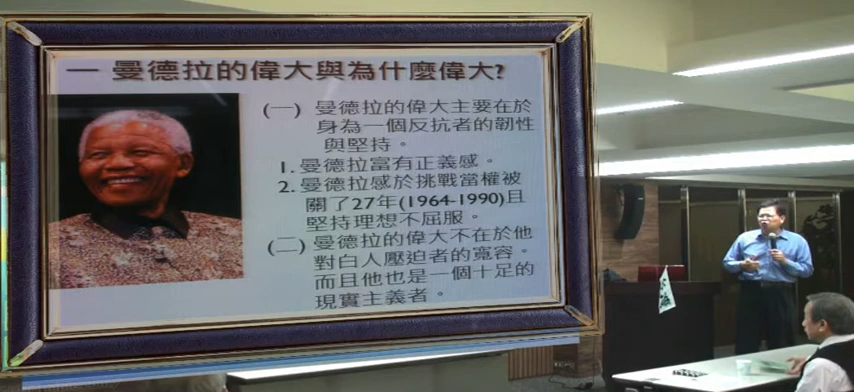 一 曼德拉的偉大與為什麼偉大?
(一) 曼德拉的偉大主要在於
身為一個反抗者的韌性
與堅持。
1. 曼德拉富有正義感。
2. 曼德拉感於挑戰當權被
關了27年(1964-1990)且
堅持理想不屈服。
(二) 曼德拉的偉大不在於他
對白人壓迫者的寬容。
而且他也是一個十足的
現實主義者。